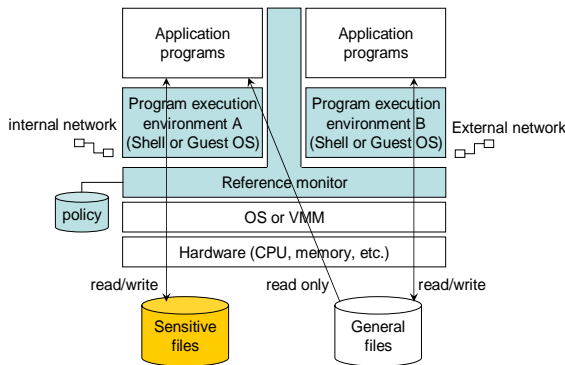 Application
programs
Application
programs
internal network
Program execution
environment A
(Shell or Guest OS)
Program execution
environment B
(Shell or Guest OS)
External network
Reference monitor
policy
OS or VMM
Hardware (CPU, memory, etc.)
read/write
read only
read/write
Sensitive
files
General
files